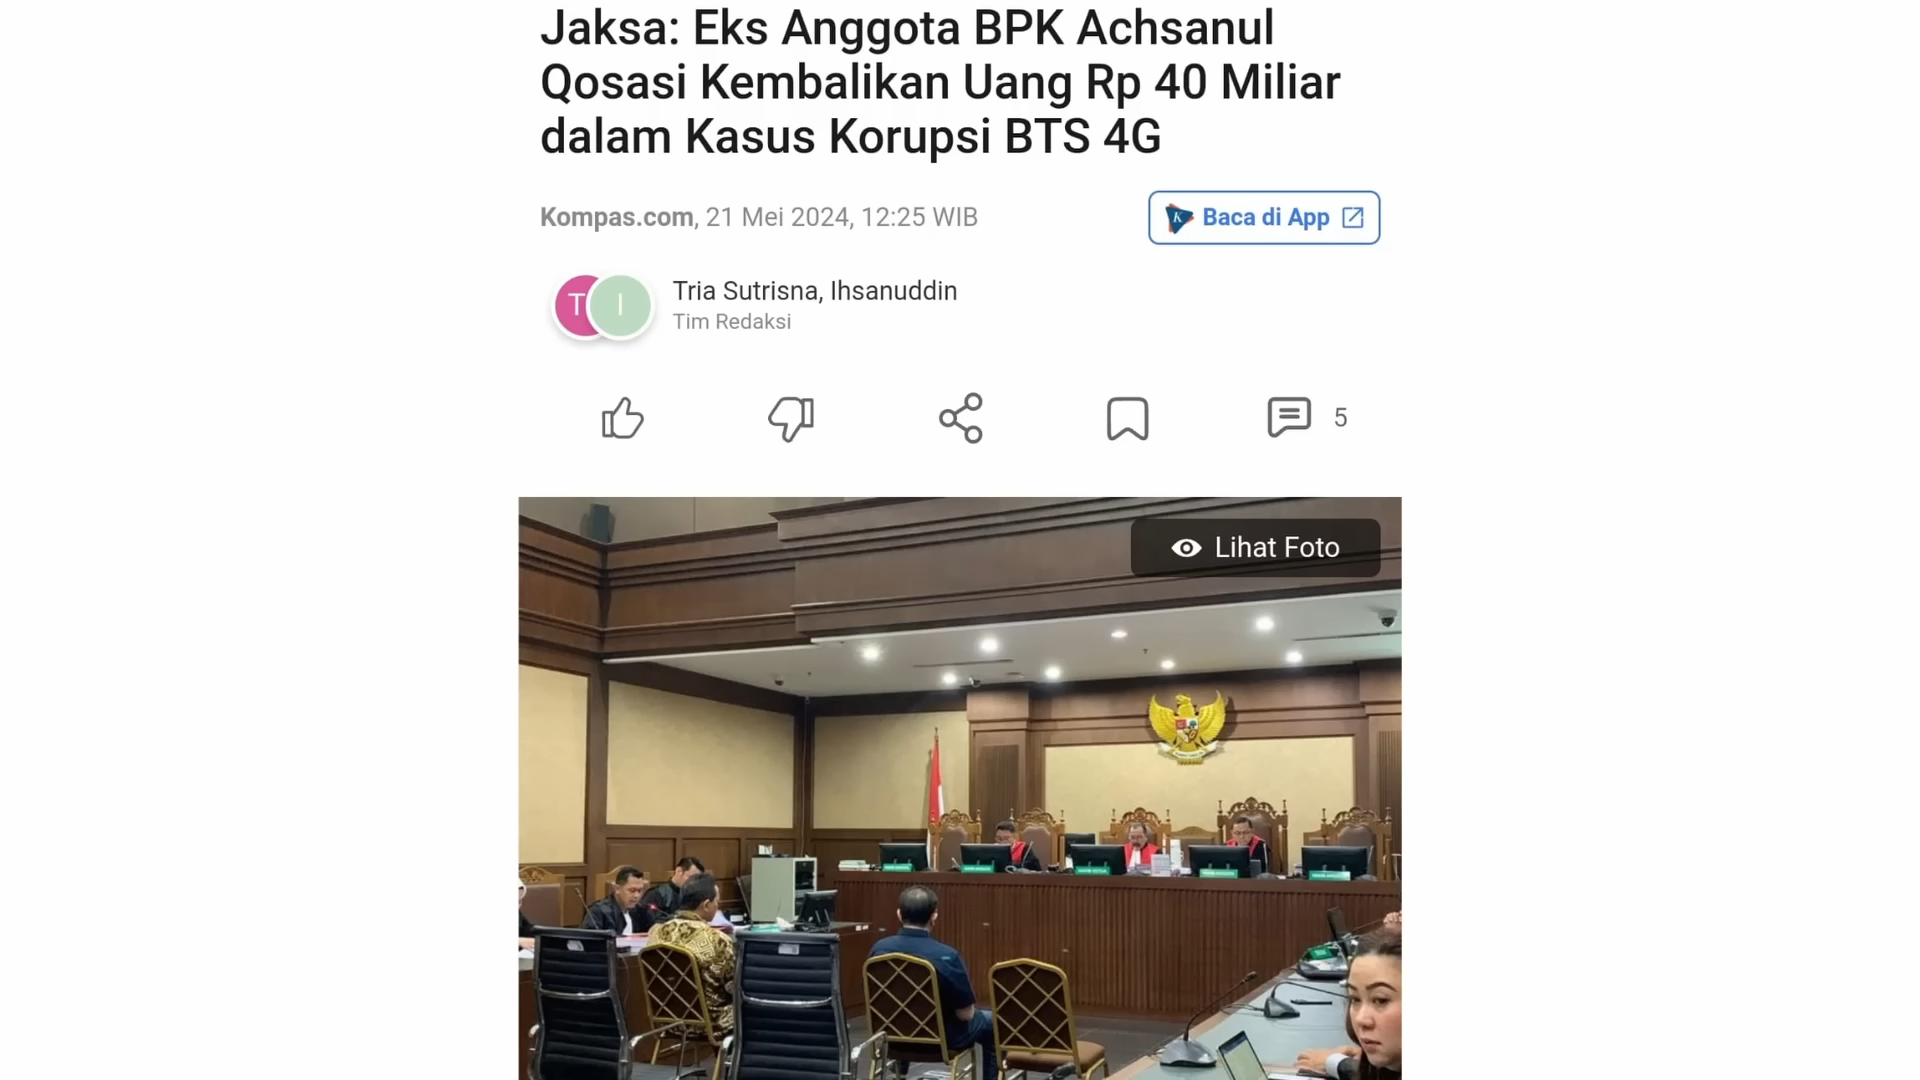 Jaksa: Eks Anggota BPK Achsanul
Qosasi Kembalikan Uang Rp 40 Miliar
dalam Kasus Korupsi BTS 4G
Kompas.com, 21 Mei 2024, 12:25 WIB
K Baca di App
T I
Tria Sutrisna, Ihsanuddin
Tim Redaksi
5
Lihat Foto